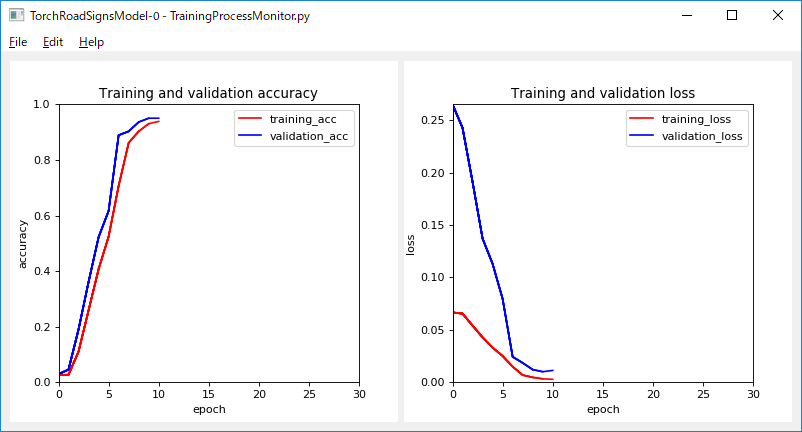 TorchRoadSignsModel-0 - TrainingProcessMonitor.py
File Edit Help
Training and validation accuracy
training_acc
validation_acc
1.0
0.8
0.6
0.4
0.2
0.0
accuracy
0 5 10 15 20 25 30
epoch
Training and validation loss
training_loss
validation_loss
0.25
0.20
0.15
0.10
0.05
0.00
loss
0 5 10 15 20 25 30
epoch